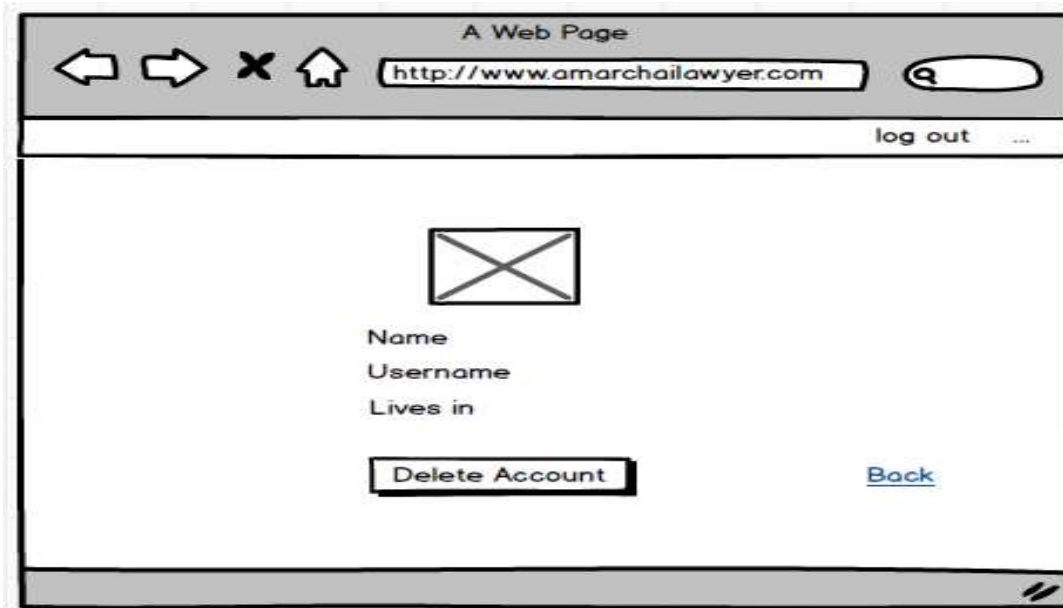 A Web Page
http://www.amarchailawyer.com
log out ...
Name
Username
Lives in
Delete Account
Back